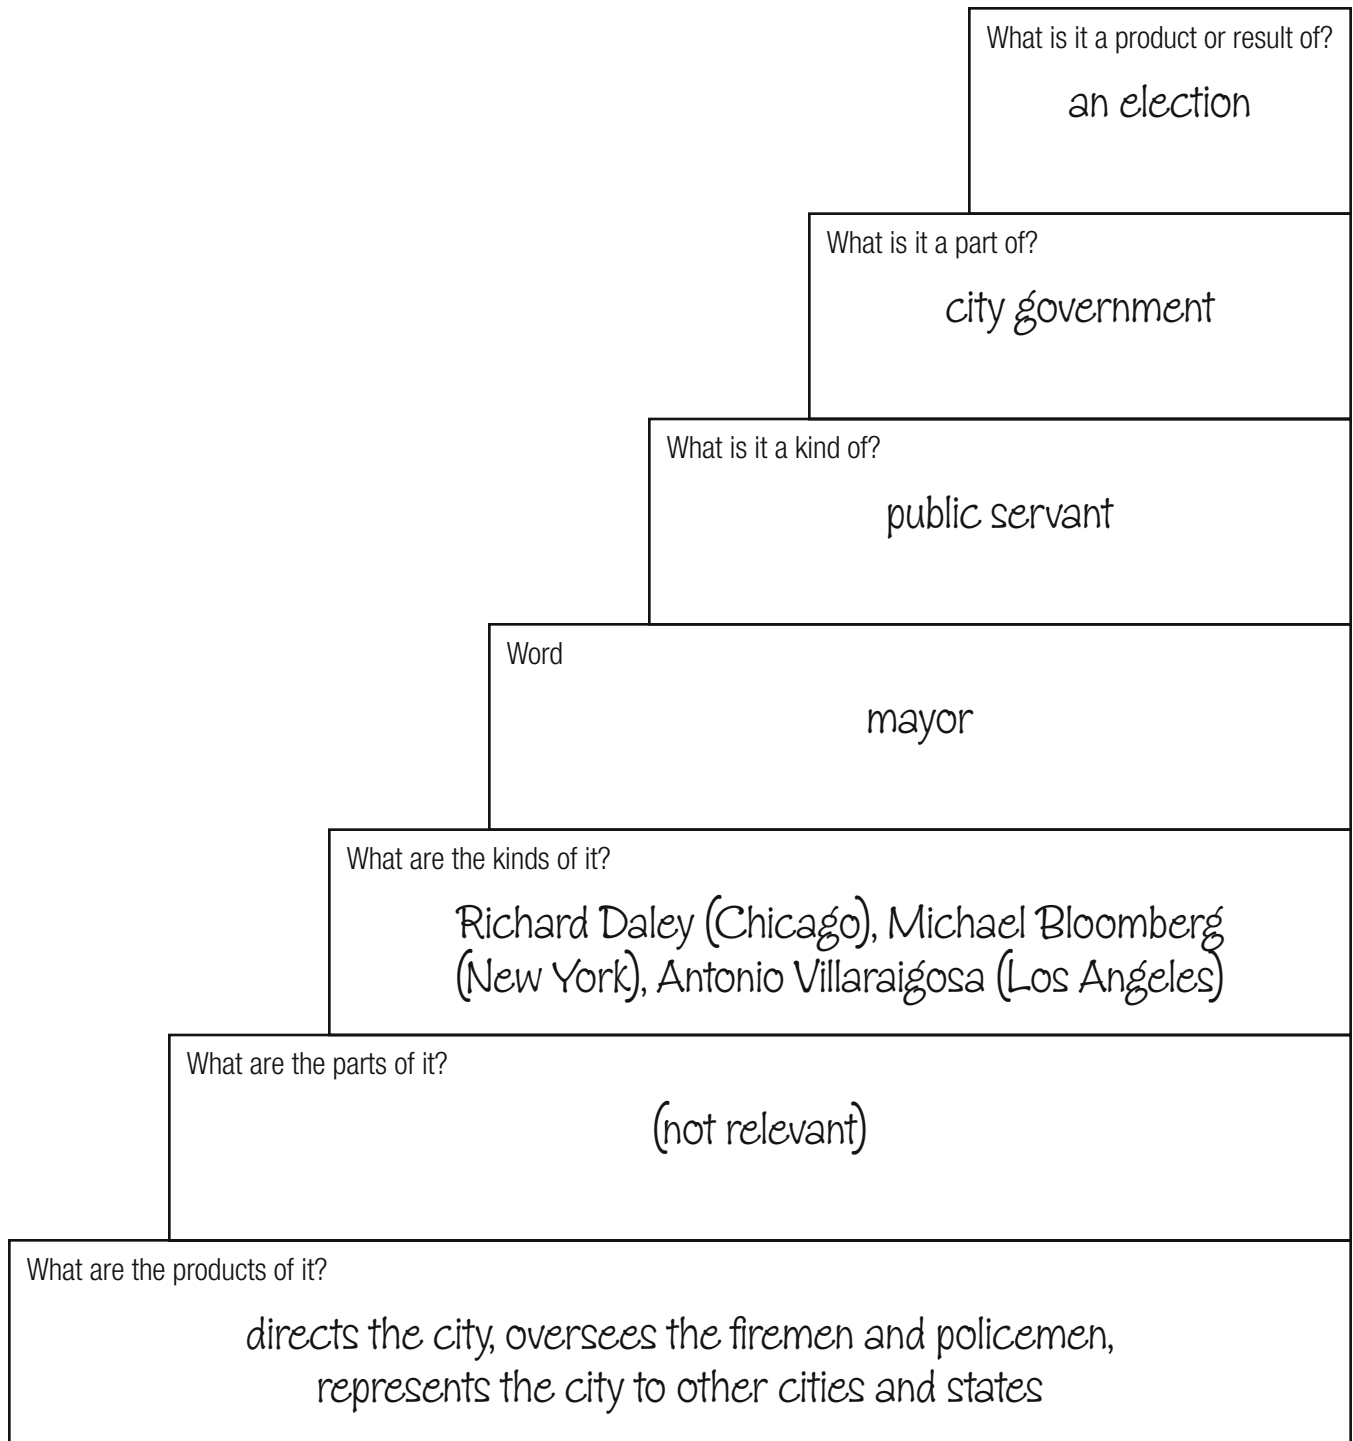 What is it a product or result of?
an election
What is it a part of?
city government
What is it a kind of?
public servant
Word
mayor
What are the kinds of it?
Richard Daley (Chicago), Michael Bloomberg
(New York), Antonio Villaraigosa (Los Angeles)
What are the parts of it?
(not relevant)
What are the products of it?
directs the city, oversees the firemen and policemen,
represents the city to other cities and states